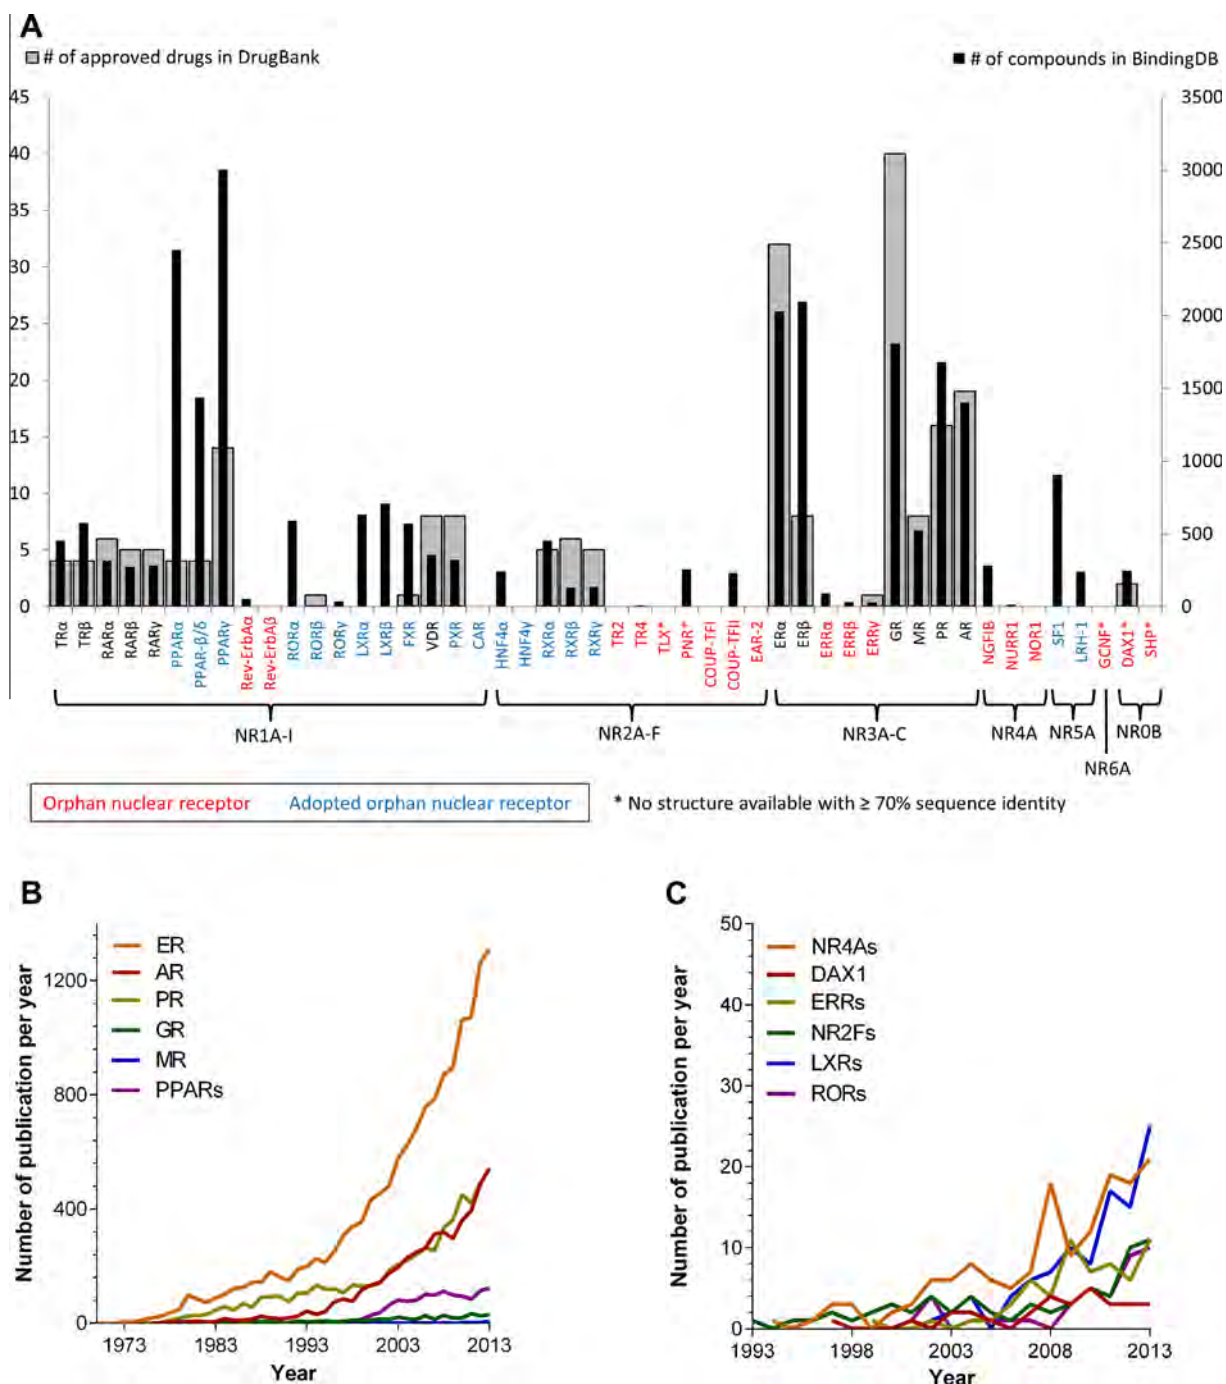 A
# of approved drugs in DrugBank
# of compounds in BindingDB
45 3500
40 3000
35 2500
30 2000
25 1500
20 1000
15 500
10 0
5
0
TRα TRβ RARα RARβ RARγ PPARα PPAR-β/δ PPARγ Rev-ErbAα Rev-ErbAβ RORα RORβ RORγ LXRα LXRβ FXR VDR PXR CAR HNF4α HNF4γ RXRα RXRβ RXRγ TR2 TR4 TLX* PNR* COUP-TFI COUP-TFII EAR-2 ERα ERβ ERRα ERRβ ERRγ GR MR PR AR NGFIB NURR1 NOR1 SF1 LRH-1 GCNF* DAX1* SHP*
NR1A-I NR2A-F NR3A-C NR4A NR5A NR0B
NR6A
Orphan nuclear receptor Adopted orphan nuclear receptor * No structure available with ≥ 70% sequence identity
B
Number of publication per year
1200
800
400
0
ER
AR
PR
GR
MR
PPARs
1973 1983 1993 2003 2013
Year
C
Number of publication per year
50
40
30
20
10
0
NR4As
DAX1
ERRs
NR2Fs
LXRs
RORs
1993 1998 2003 2008 2013
Year